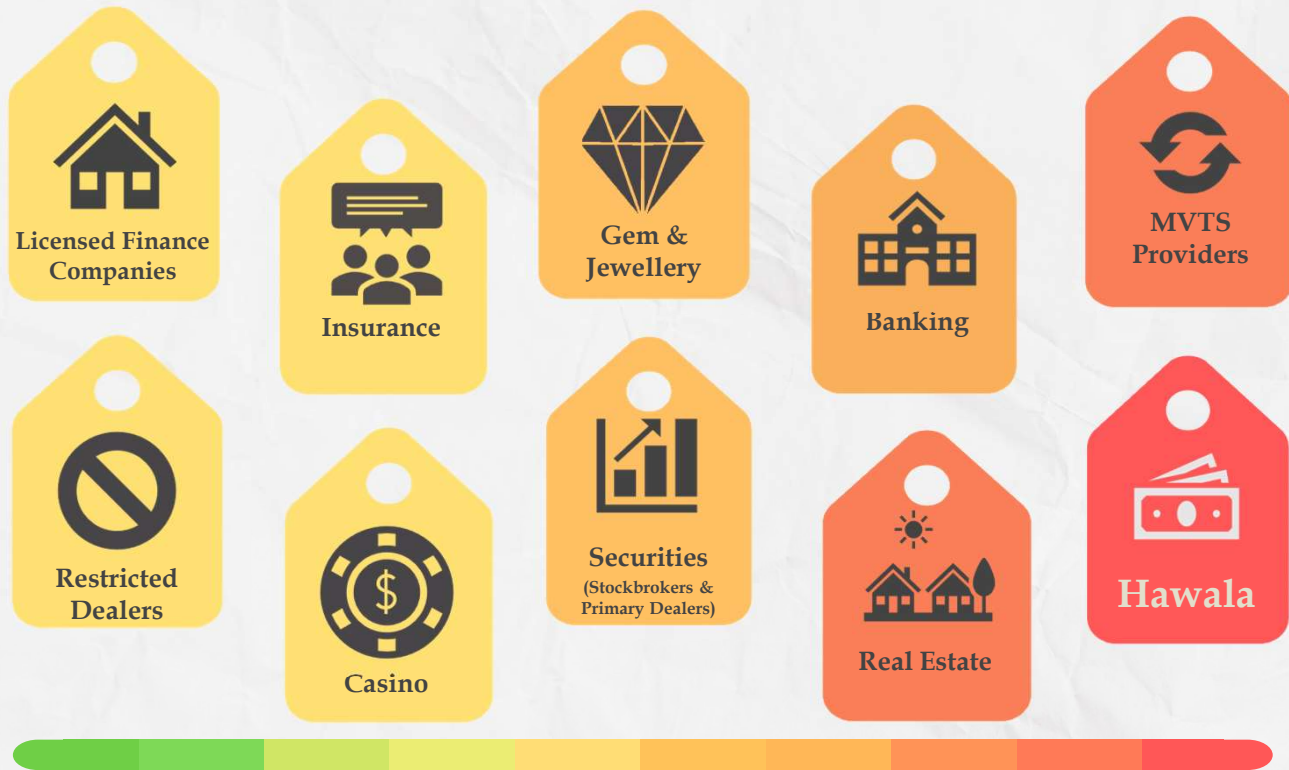 Licensed Finance
Companies
Insurance
Gem &
Jewellery
Banking
MVTS
Providers
Restricted
Dealers
$
Casino
Securities
(Stockbrokers &
Primary Dealers)
Real Estate
Hawala